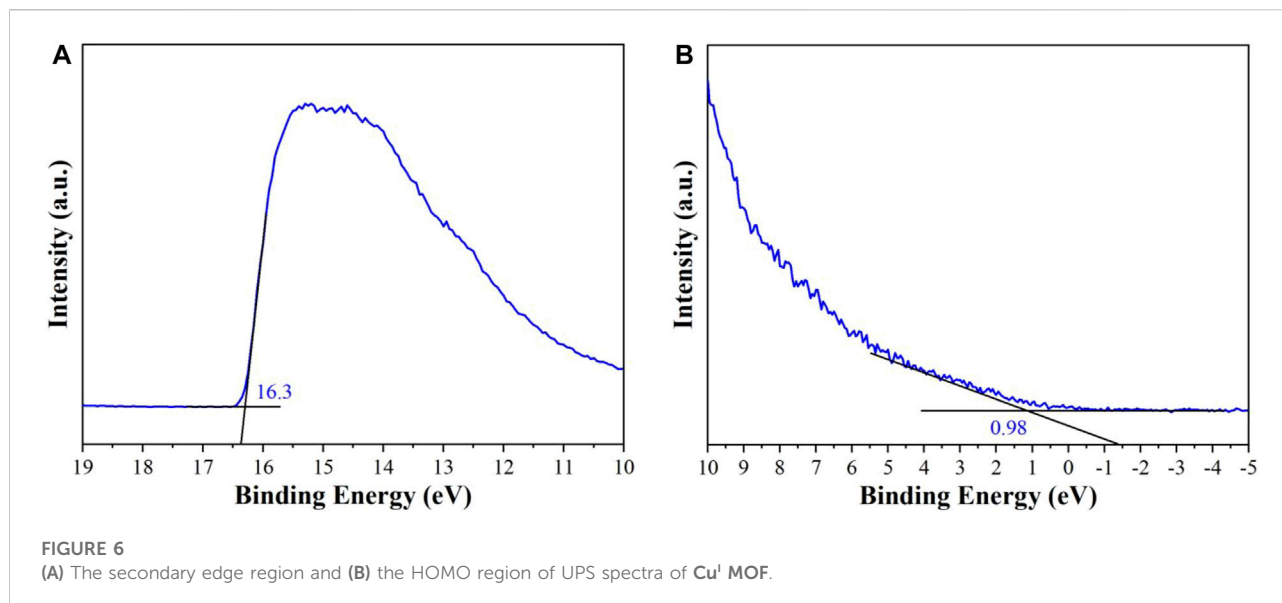 A
Intensity (a.u.)
16.3
19 18 17 16 15 14 13 12 11 10
Binding Energy (eV)
B
Intensity (a.u.)
0.98
10 9 8 7 6 5 4 3 2 1 0 -1 -2 -3 -4 -5
Binding Energy (eV)
FIGURE 6
(A) The secondary edge region and (B) the HOMO region of UPS spectra of Cuᴵ MOF.